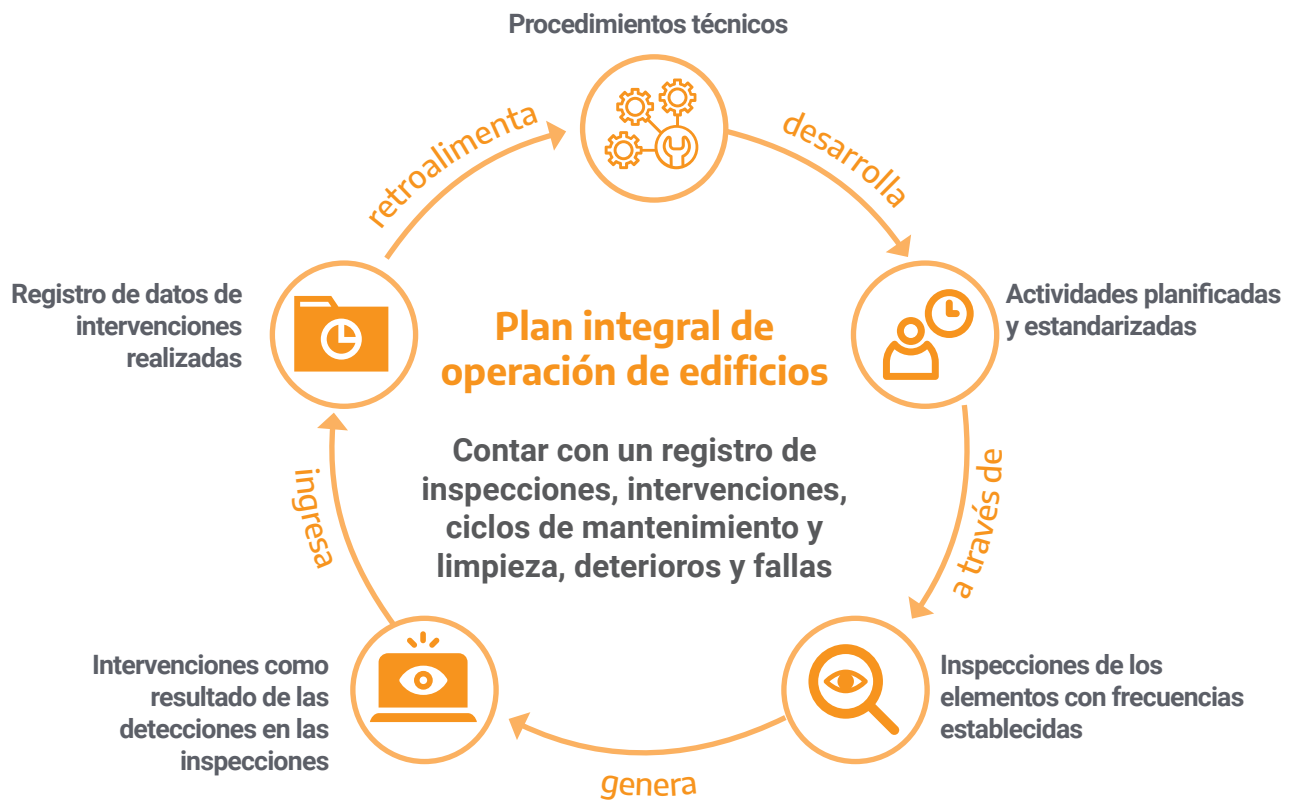 Procedimientos técnicos
desarrolla
Actividades planificadas
y estandarizadas
a través de
Inspecciones de los
elementos con frecuencias
establecidas
genera
Intervenciones como
resultado de las
detecciones en las
inspecciones
ingresa
Registro de datos de
intervenciones
realizadas
retroalimenta
Plan integral de
operación de edificios
Contar con un registro de
inspecciones, intervenciones,
ciclos de mantenimiento y
limpieza, deterioros y fallas